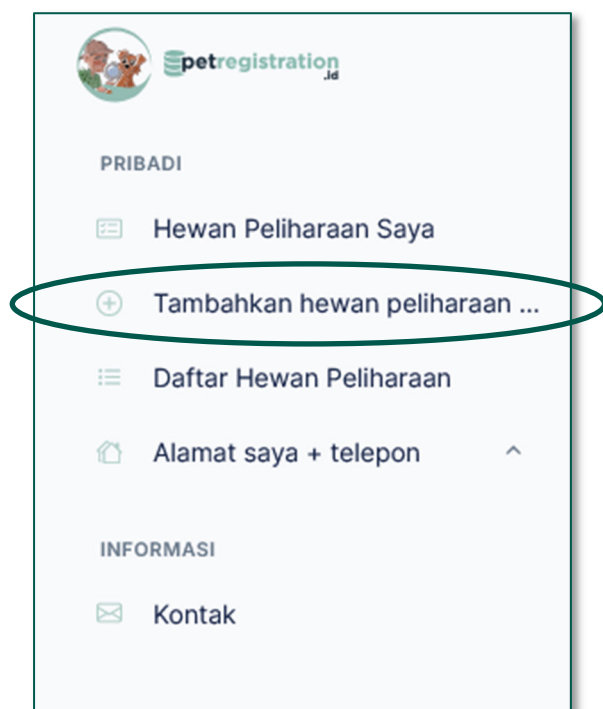 petregistration
.id
PRIBADI
Hewan Peliharaan Saya
Tambahkan hewan peliharaan ...
Daftar Hewan Peliharaan
Alamat saya + telepon
INFORMASI
Kontak